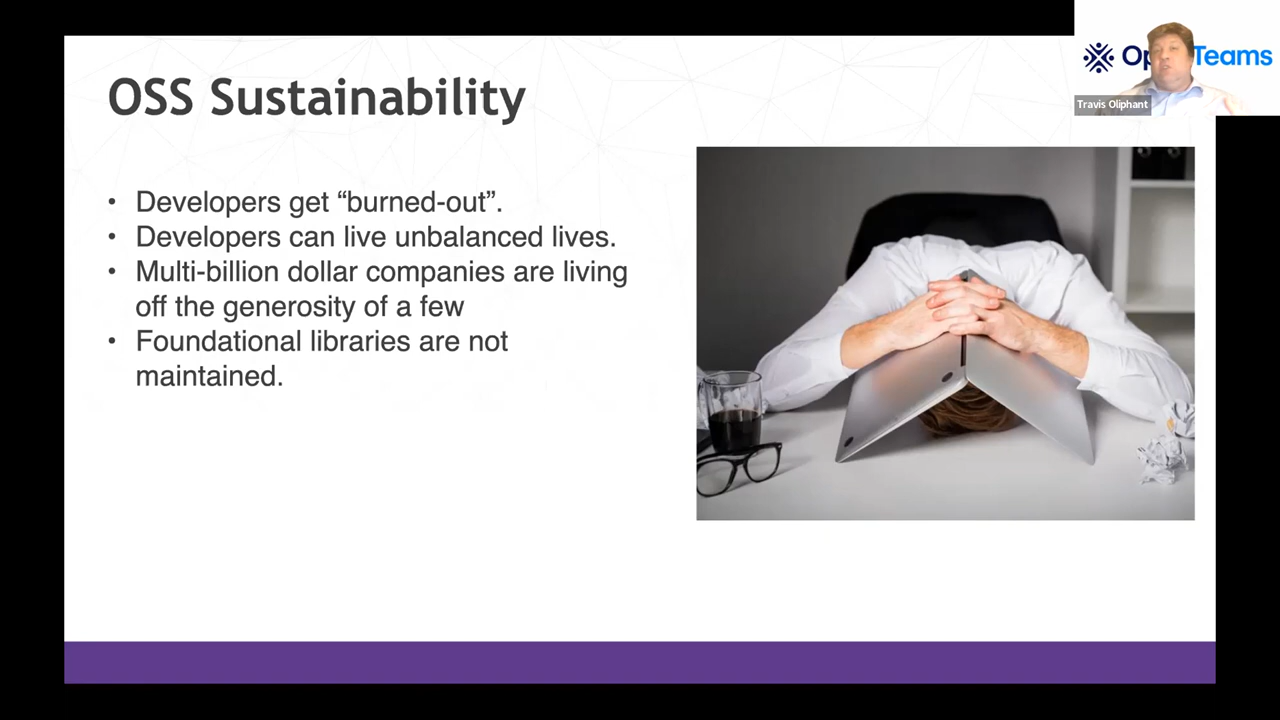 OSS Sustainability
Op Teams
Travis Oliphant
• Developers get “burned-out”.
• Developers can live unbalanced lives.
• Multi-billion dollar companies are living
off the generosity of a few
• Foundational libraries are not
maintained.